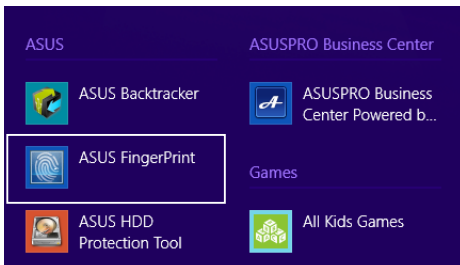 ASUS
ASUS Backtracker
ASUS FingerPrint
ASUS HDD
Protection Tool
ASUSPRO Business Center
ASUSPRO Business
Center Powered b...
Games
All Kids Games